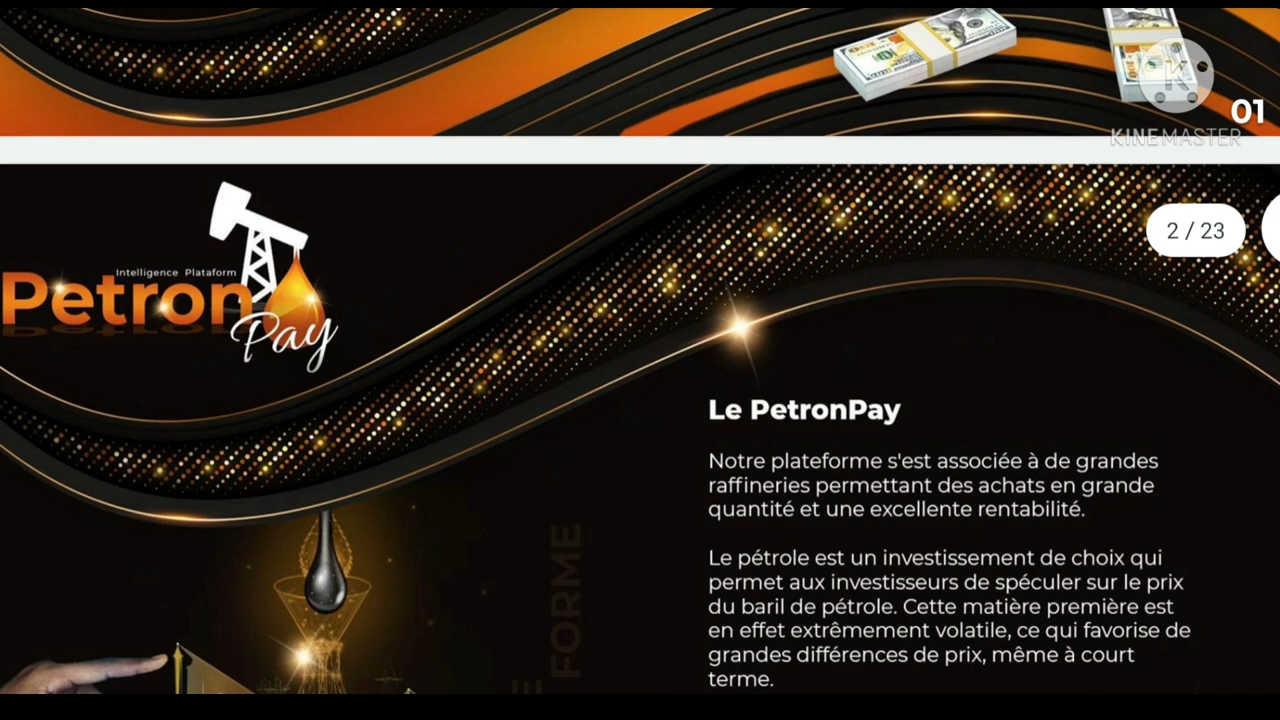 01
KINEMASTER
2 / 23
Intelligence Plataform
Petron
Pay
Le PetronPay
Notre plateforme s'est associée à de grandes
raffineries permettant des achats en grande
quantité et une excellente rentabilité.
Le pétrole est un investissement de choix qui
permet aux investisseurs de spéculer sur le prix
du baril de pétrole. Cette matière première est
en effet extrêmement volatile, ce qui favorise de
grandes différences de prix, même à court
terme.
FORME